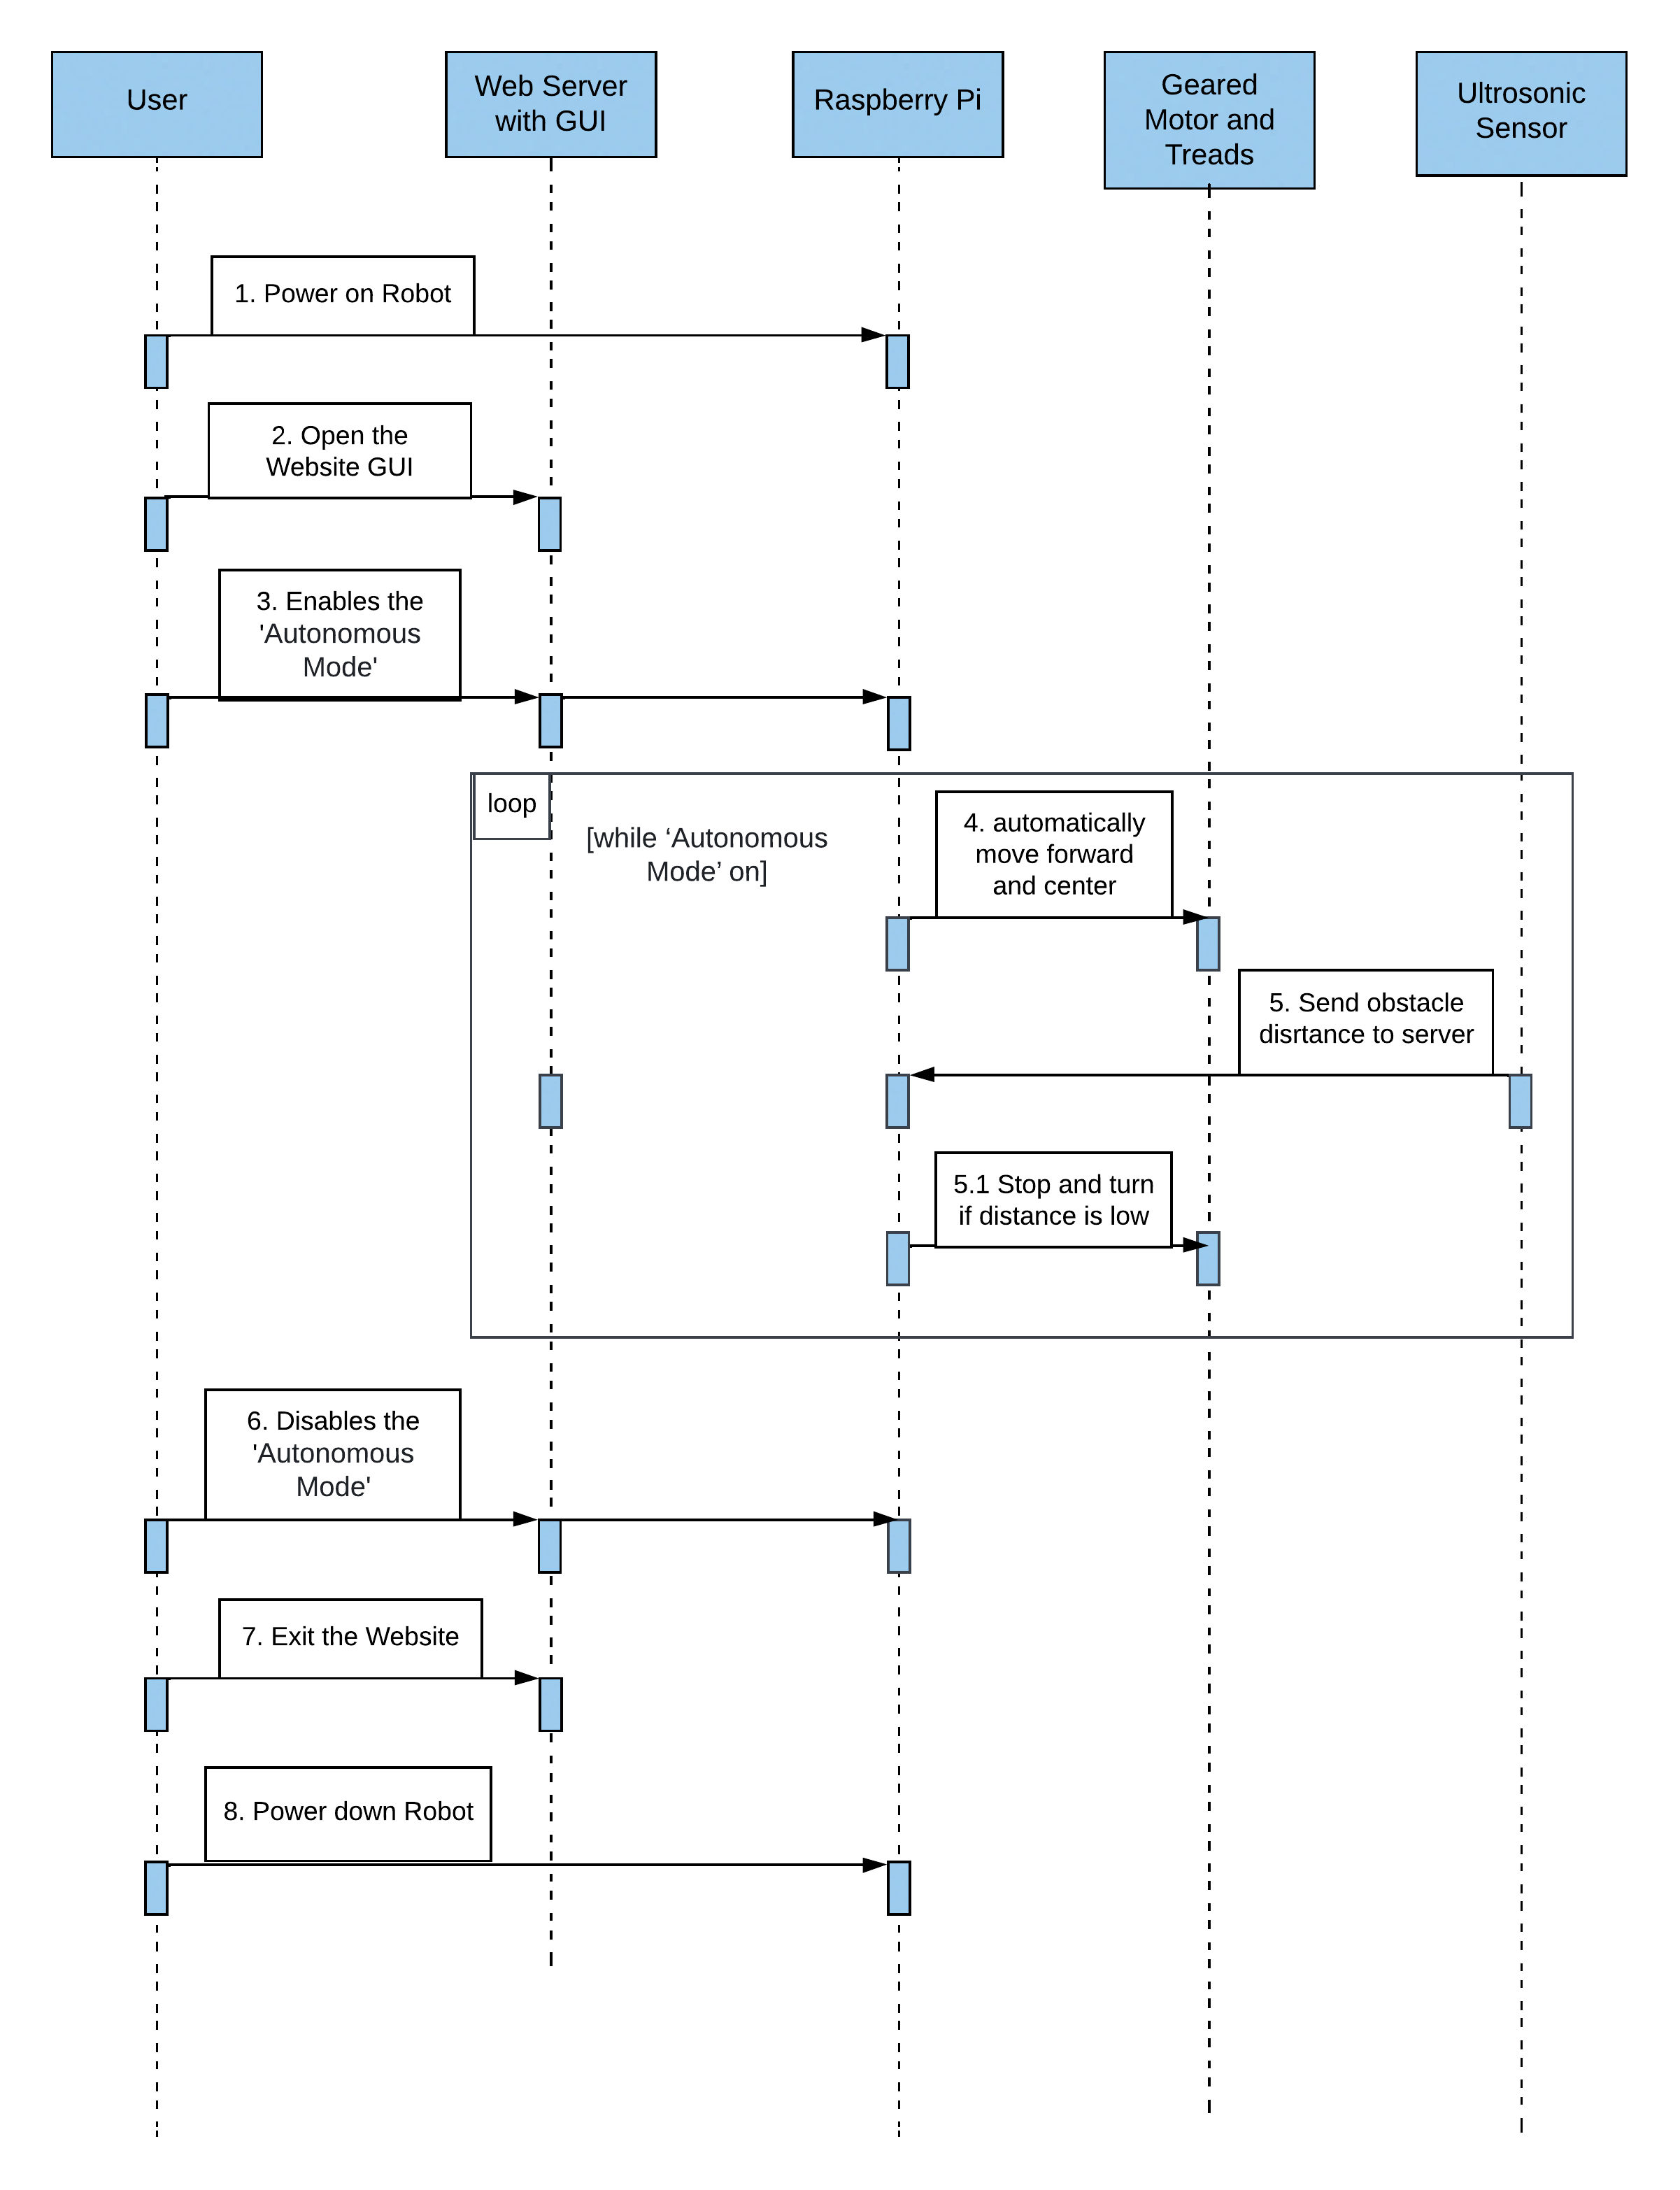 User
Web Server
with GUI
Raspberry Pi
Geared
Motor and
Treads
Ultrosonic
Sensor
1. Power on Robot
2. Open the
Website GUI
3. Enables the
'Autonomous
Mode'
loop
[while ‘Autonomous
Mode’ on]
4. automatically
move forward
and center
5. Send obstacle
disrtance to server
5.1 Stop and turn
if distance is low
6. Disables the
'Autonomous
Mode'
7. Exit the Website
8. Power down Robot